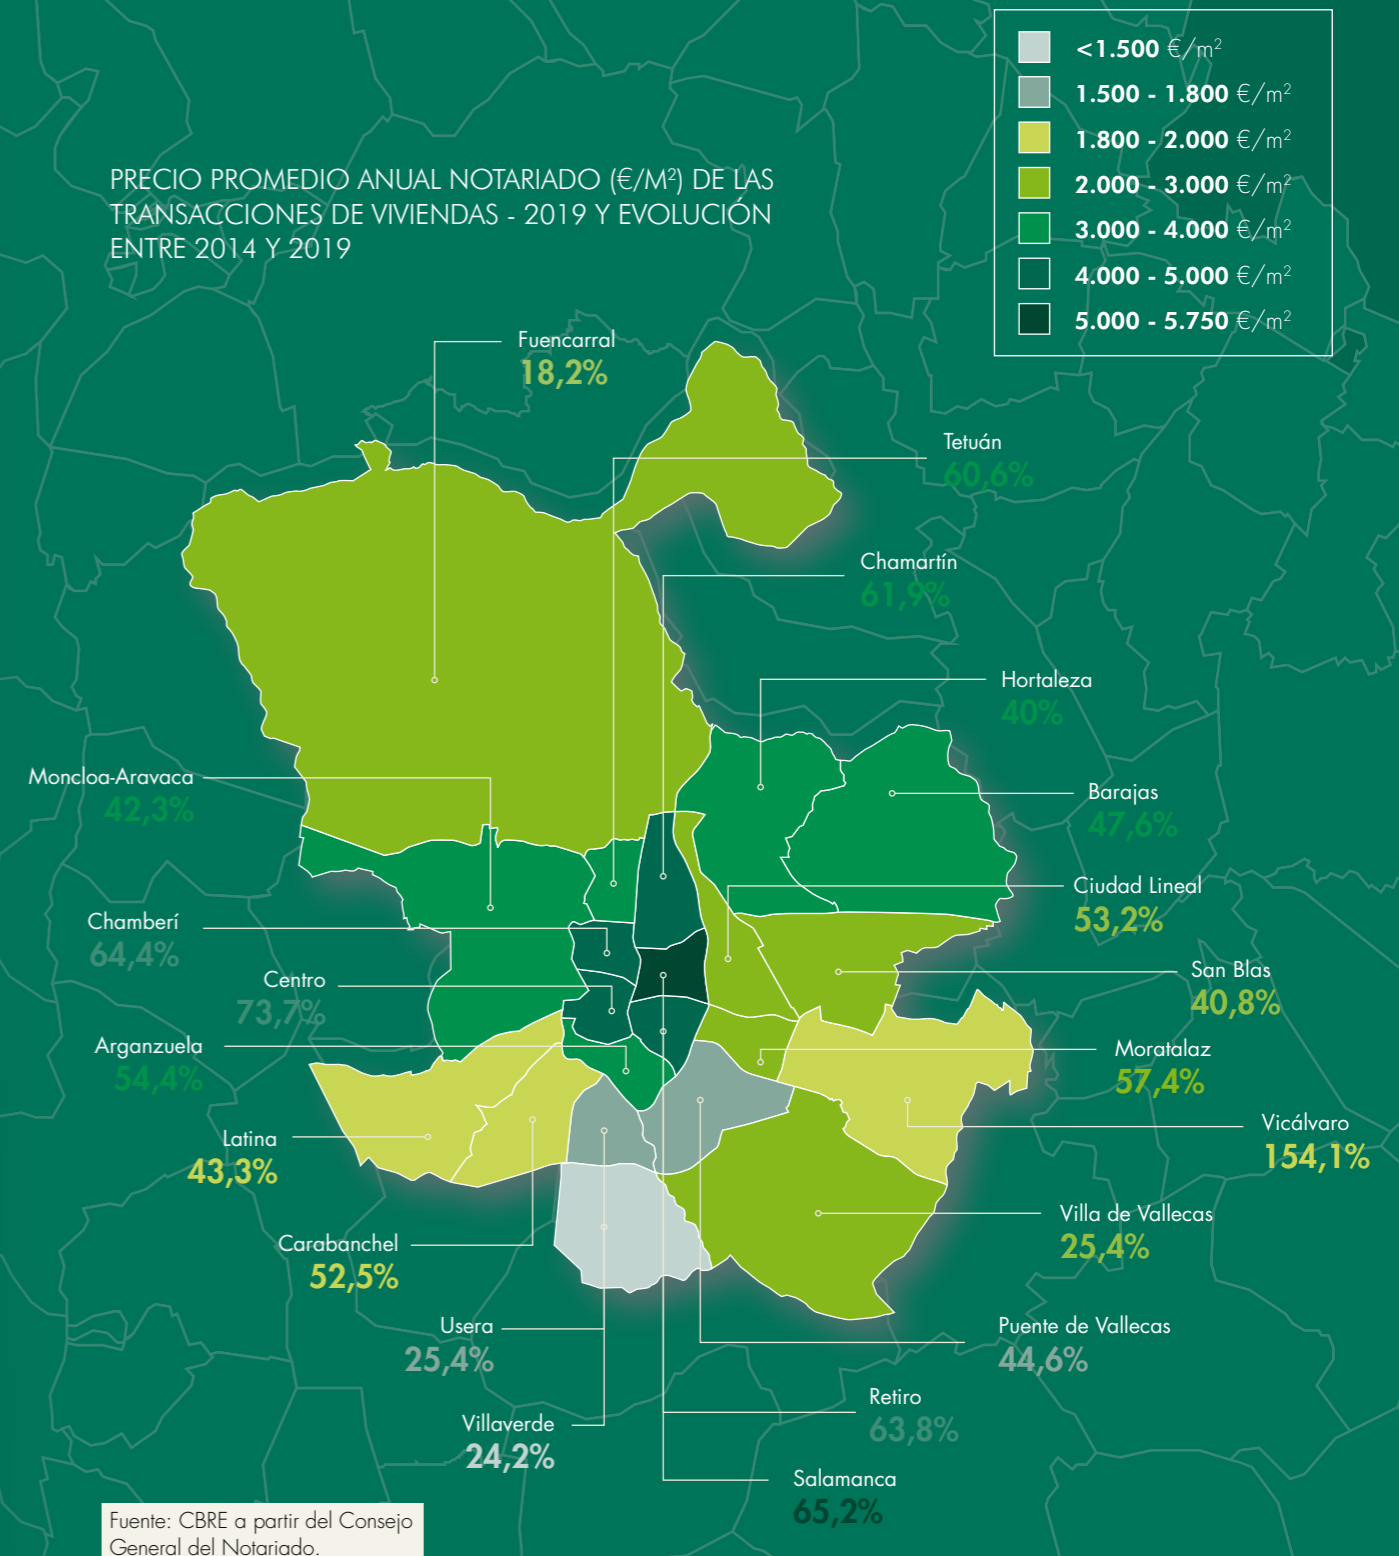 <1.500 €/m²
1.500 - 1.800 €/m²
1.800 - 2.000 €/m²
2.000 - 3.000 €/m²
3.000 - 4.000 €/m²
4.000 - 5.000 €/m²
5.000 - 5.750 €/m²
PRECIO PROMEDIO ANUAL NOTARIADO (€/M²) DE LAS
TRANSACCIONES DE VIVIENDAS - 2019 Y EVOLUCIÓN
ENTRE 2014 Y 2019
Fuencarral
18,2%
Tetuán
60,6%
Chamartín
61,9%
Hortaleza
40%
Moncloa-Aravaca
42,3%
Barajas
47,6%
Ciudad Lineal
53,2%
Chamberí
64,4%
San Blas
40,8%
Centro
73,7%
Arganzuela
54,4%
Moratalaz
57,4%
Vicálvaro
154,1%
Latina
43,3%
Villa de Vallecas
25,4%
Carabanchel
52,5%
Usera
25,4%
Puente de Vallecas
44,6%
Retiro
63,8%
Villaverde
24,2%
Salamanca
65,2%
Fuente: CBRE a partir del Consejo
General del Notariado.